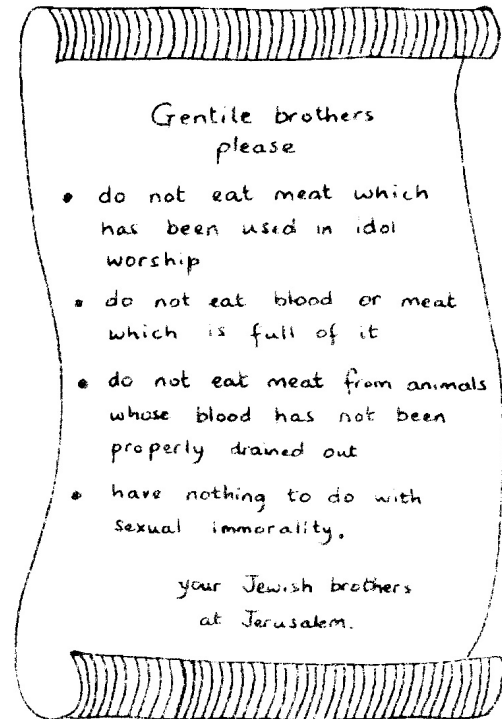 Gentile brothers
please
• do not eat meat which
has been used in idol
worship
• do not eat blood or meat
which is full of it
• do not eat meat from animals
whose blood has not been
properly drained out
• have nothing to do with
sexual immorality.
your Jewish brothers
at Jerusalem.